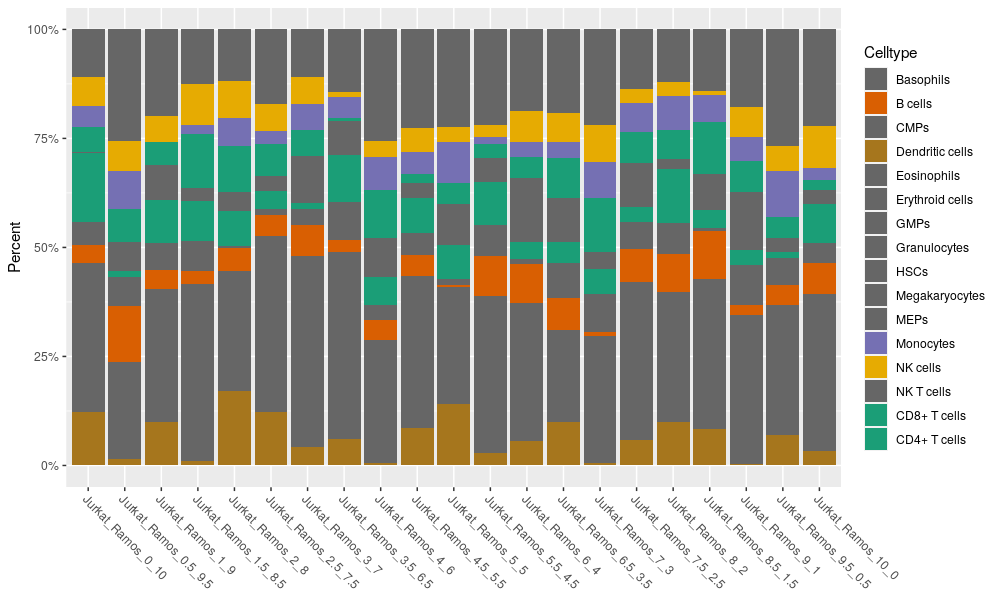 100%
75%
50%
25%
0%
Percent
Jurkat_Ramos_0_10
Jurkat_Ramos_0.5_9.5
Jurkat_Ramos_1_9
Jurkat_Ramos_1.5_8.5
Jurkat_Ramos_2_8
Jurkat_Ramos_2.5_7.5
Jurkat_Ramos_3_7
Jurkat_Ramos_3.5_6.5
Jurkat_Ramos_4_6
Jurkat_Ramos_4.5_5.5
Jurkat_Ramos_5_5
Jurkat_Ramos_5.5_4.5
Jurkat_Ramos_6_4
Jurkat_Ramos_6.5_3.5
Jurkat_Ramos_7_3
Jurkat_Ramos_7.5_2.5
Jurkat_Ramos_8_2
Jurkat_Ramos_8.5_1.5
Jurkat_Ramos_9_1
Jurkat_Ramos_9.5_0.5
Jurkat_Ramos_10_0
Celltype
Basophils
B cells
CMPs
Dendritic cells
Eosinophils
Erythroid cells
GMPs
Granulocytes
HSCs
Megakaryocytes
MEPs
Monocytes
NK cells
NK T cells
CD8+ T cells
CD4+ T cells